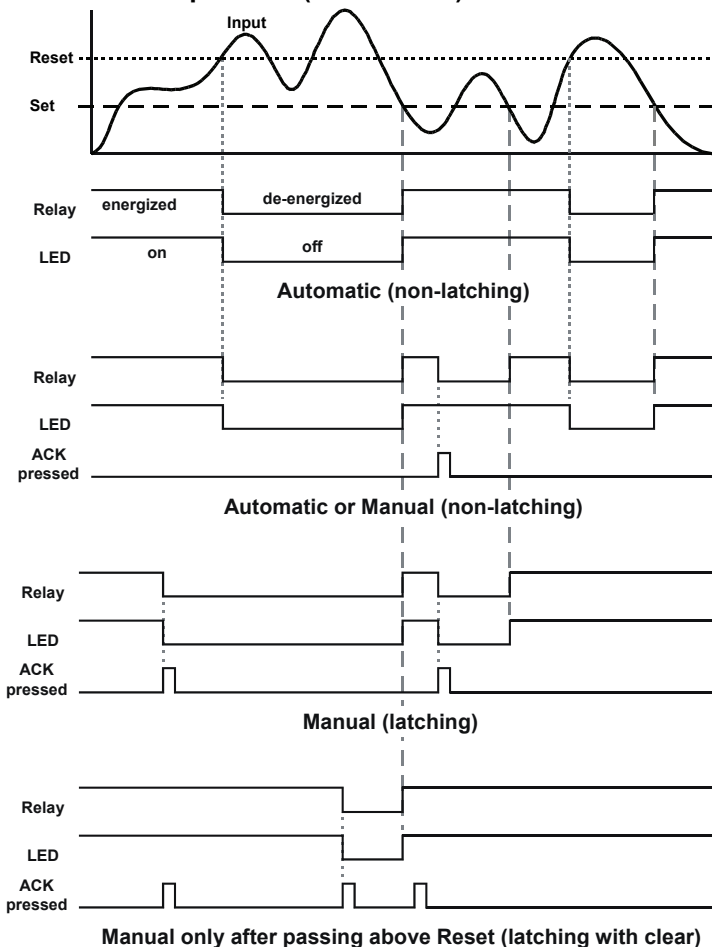 Input
Reset
Set
Relay energized de-energized
LED on off
Automatic (non-latching)
Relay
LED
ACK
pressed
Automatic or Manual (non-latching)
Relay
LED
ACK
pressed
Manual (latching)
Relay
LED
ACK
pressed
Manual only after passing above Reset (latching with clear)